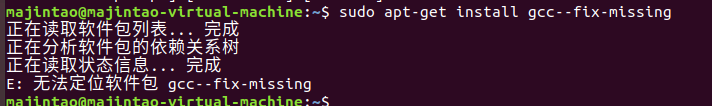 majintao@majintao-virtual-machine:~$ sudo apt-get install gcc--fix-missing
正在读取软件包列表... 完成
正在分析软件包的依赖关系树
正在读取状态信息... 完成
E: 无法定位软件包 gcc--fix-missing
majintao@majintao-virtual-machine:~$